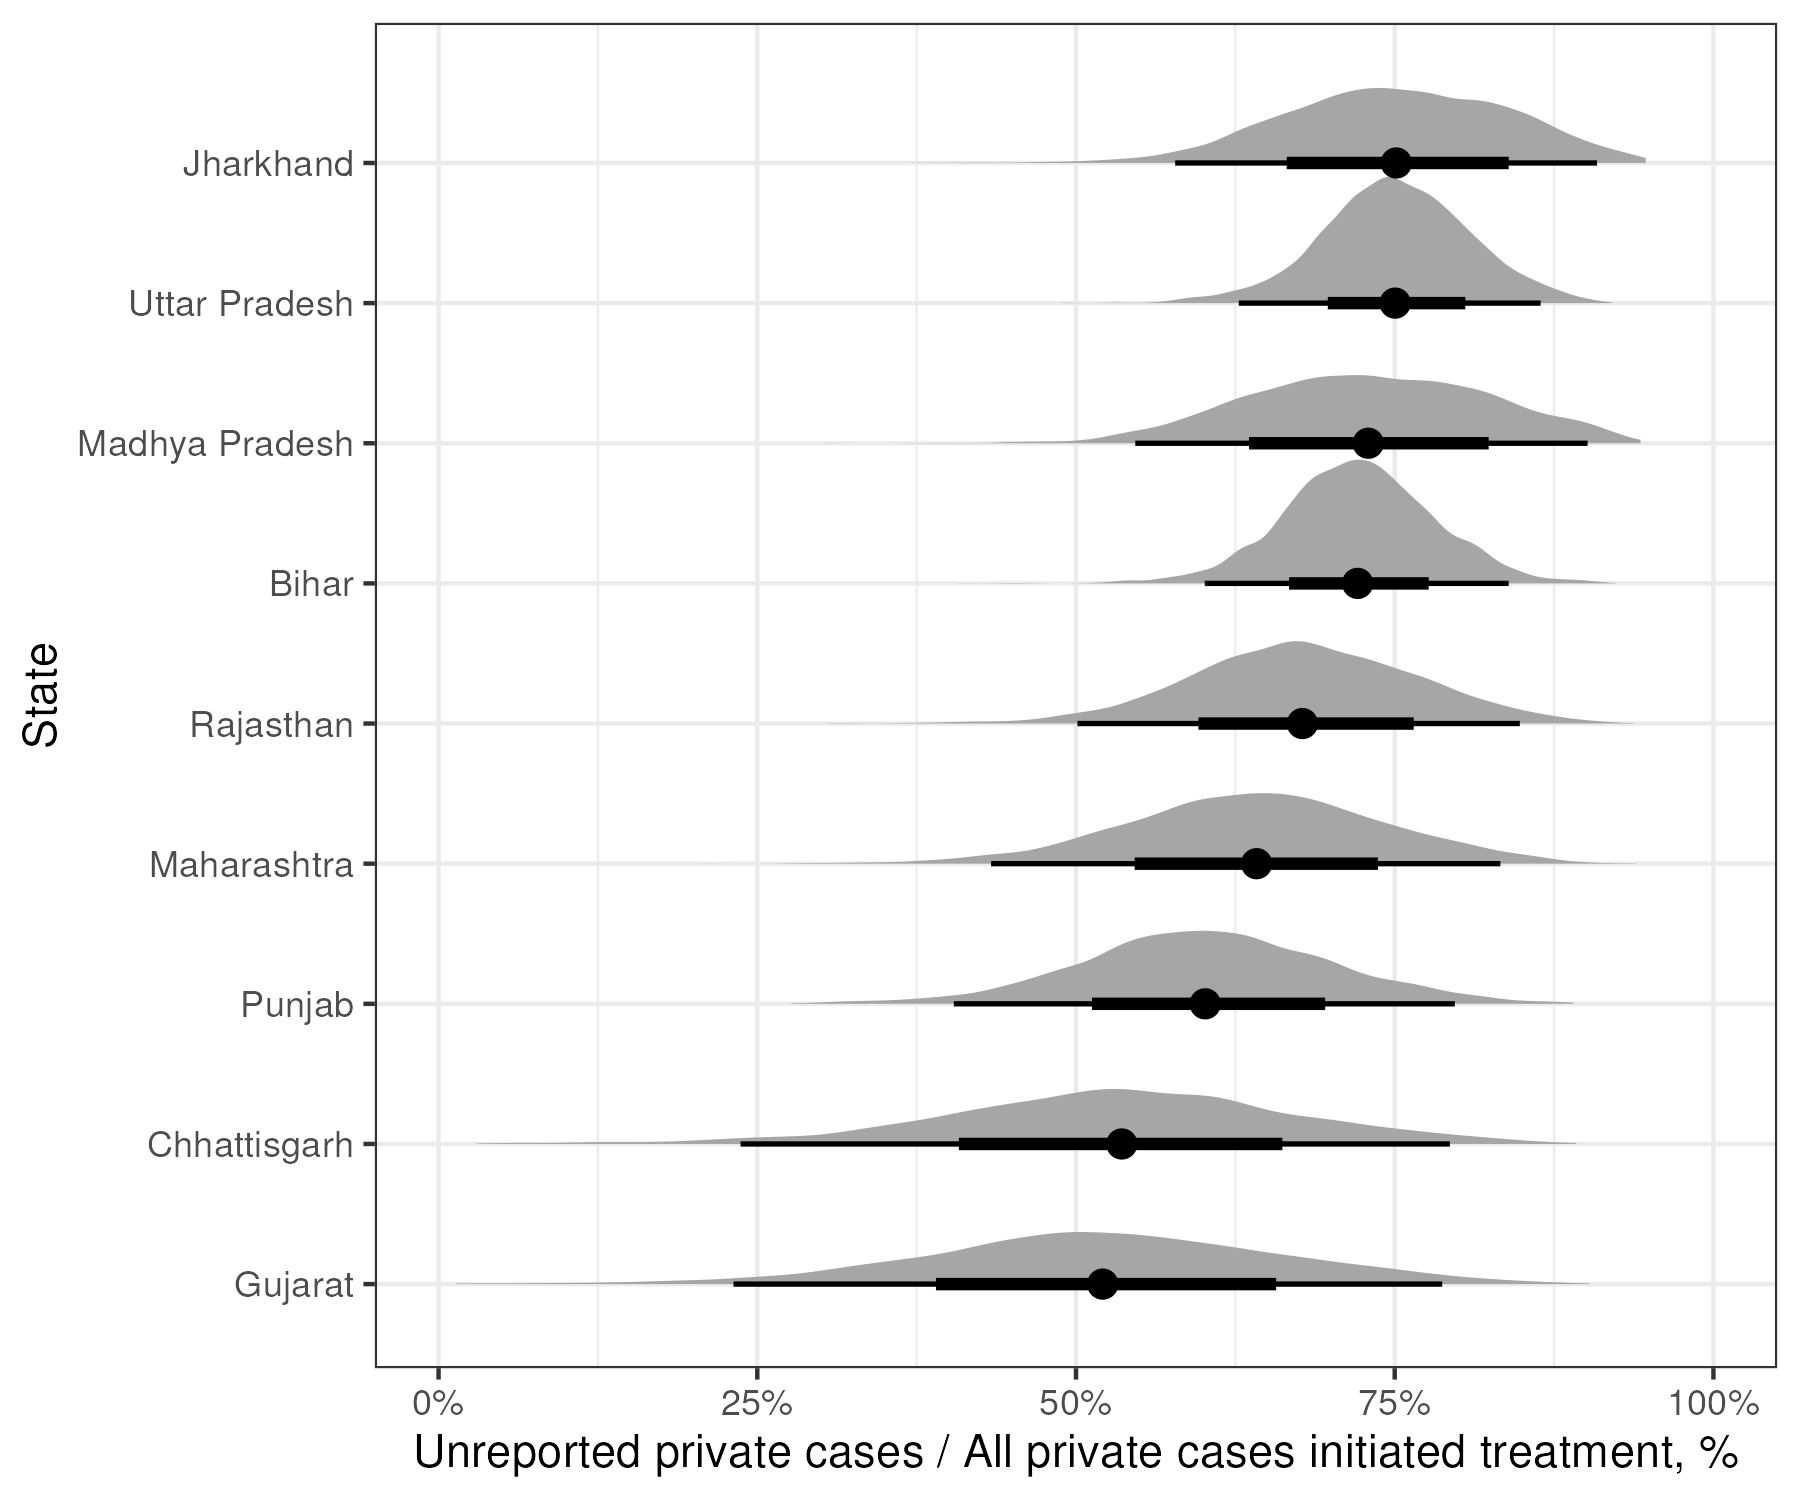 State
Jharkhand
Uttar Pradesh
Madhya Pradesh
Bihar
Rajasthan
Maharashtra
Punjab
Chhattisgarh
Gujarat
0% 25% 50% 75% 100%
Unreported private cases / All private cases initiated treatment, %